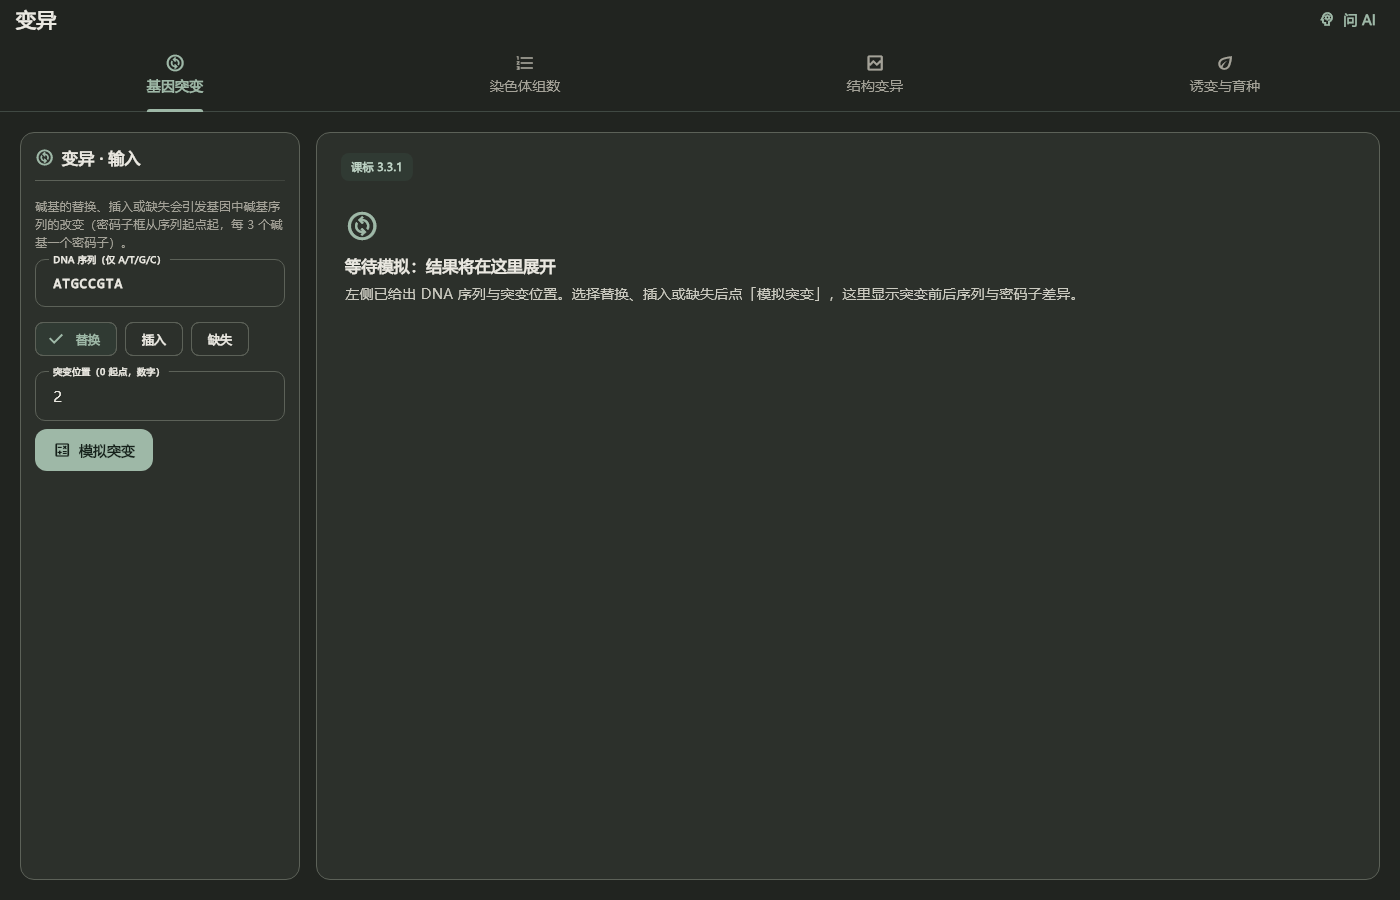 变异
问 AI
基因突变
染色体组数
结构变异
诱变与育种
变异 · 输入
碱基的替换、插入或缺失会引发基因中碱基序
列的改变（密码子框从序列起点起，每 3 个碱
基一个密码子）。
DNA 序列（仅 A/T/G/C）
ATGCCGTA
替换
插入
缺失
突变位置（0 起点，数字）
2
模拟突变
课标 3.3.1
等待模拟：结果将在这里展开
左侧已给出 DNA 序列与突变位置。选择替换、插入或缺失后点「模拟突变」，这里显示突变前后序列与密码子差异。